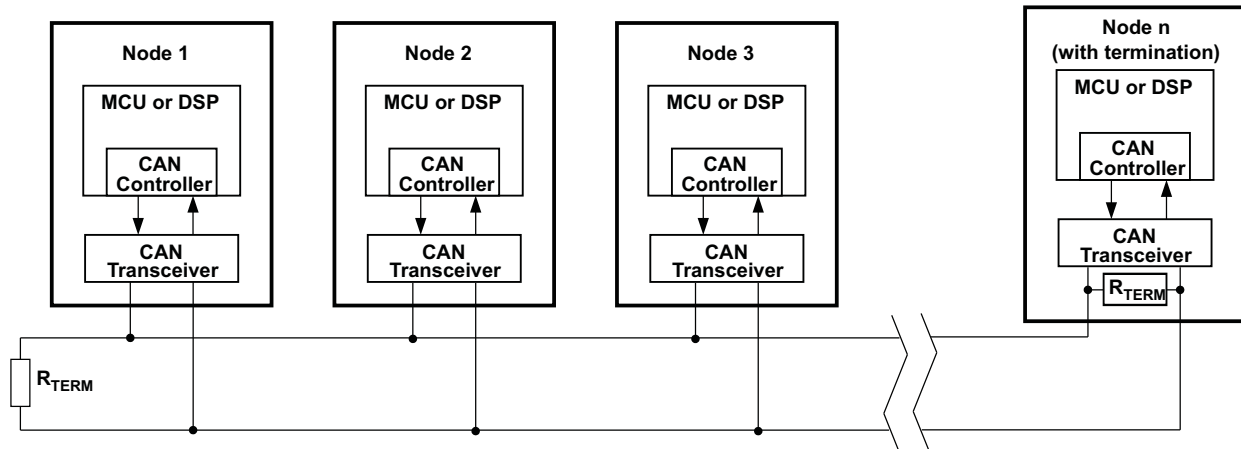 Node 1
MCU or DSP
CAN
Controller
CAN
Transceiver
Node 2
MCU or DSP
CAN
Controller
CAN
Transceiver
Node 3
MCU or DSP
CAN
Controller
CAN
Transceiver
Node n
(with termination)
MCU or DSP
CAN
Controller
CAN
Transceiver
RTERM
RTERM